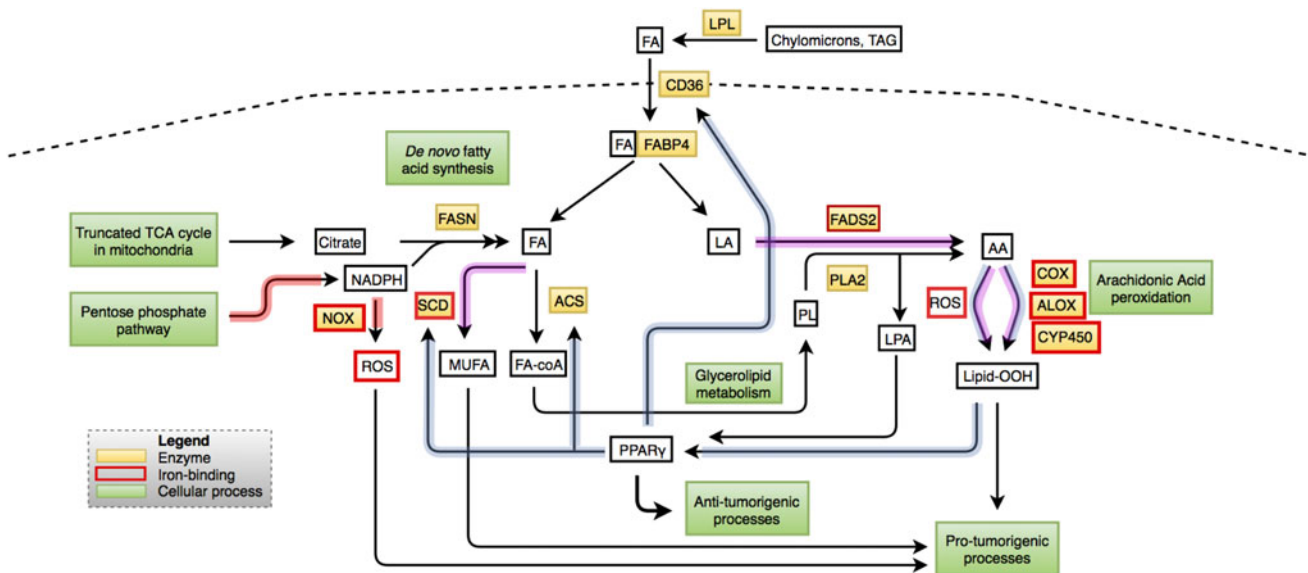 LPL
FA
Chylomicrons, TAG
CD36
FA
FABP4
De novo fatty
acid synthesis
Truncated TCA cycle
in mitochondria
Citrate
FASN
FA
LA
FADS2
AA
NADPH
Pentose phosphate
pathway
NOX
SCD
ACS
PL
PLA2
ROS
COX
ALOX
CYP450
Arachidonic Acid
peroxidation
ROS
MUFA
FA-coA
Glycerolipid
metabolism
LPA
Lipid-OOH
PPARγ
Legend
Enzyme
Iron-binding
Cellular process
Anti-tumorigenic
processes
Pro-tumorigenic
processes